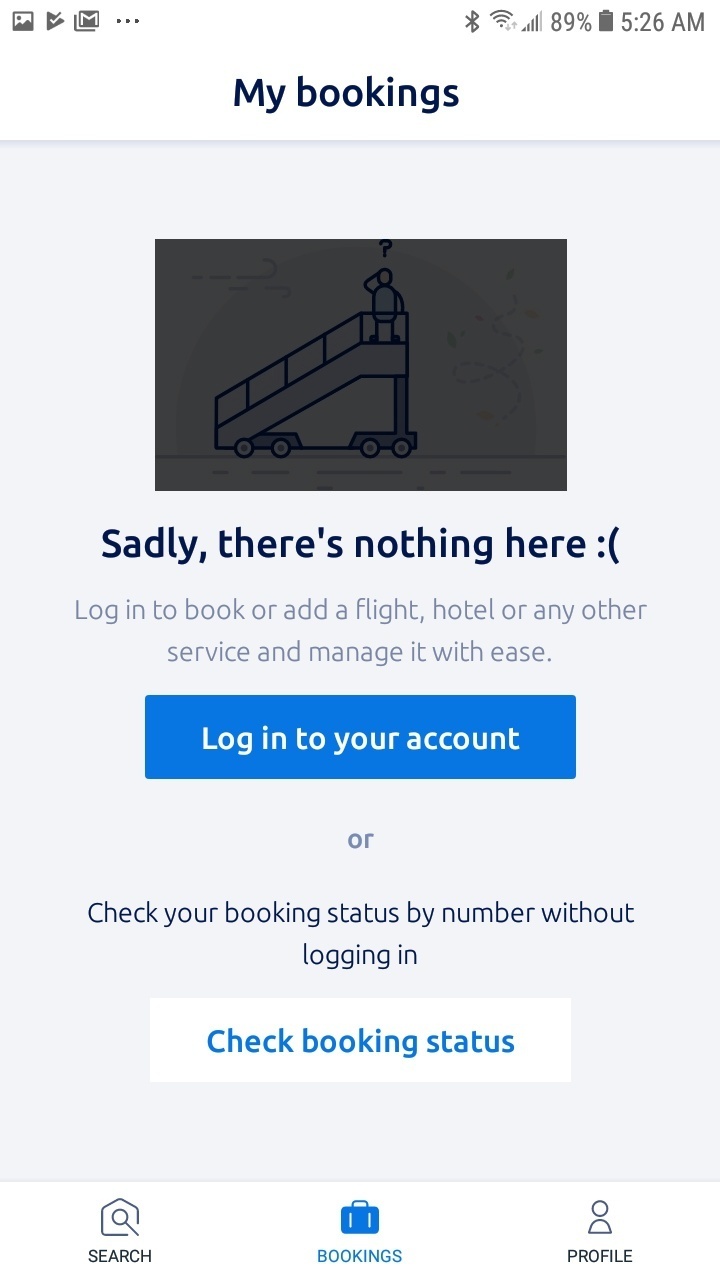 89% 5:26 AM
My bookings
?
Sadly, there's nothing here :(
Log in to book or add a flight, hotel or any other
service and manage it with ease.
Log in to your account
or
Check your booking status by number without
logging in
Check booking status
SEARCH BOOKINGS PROFILE